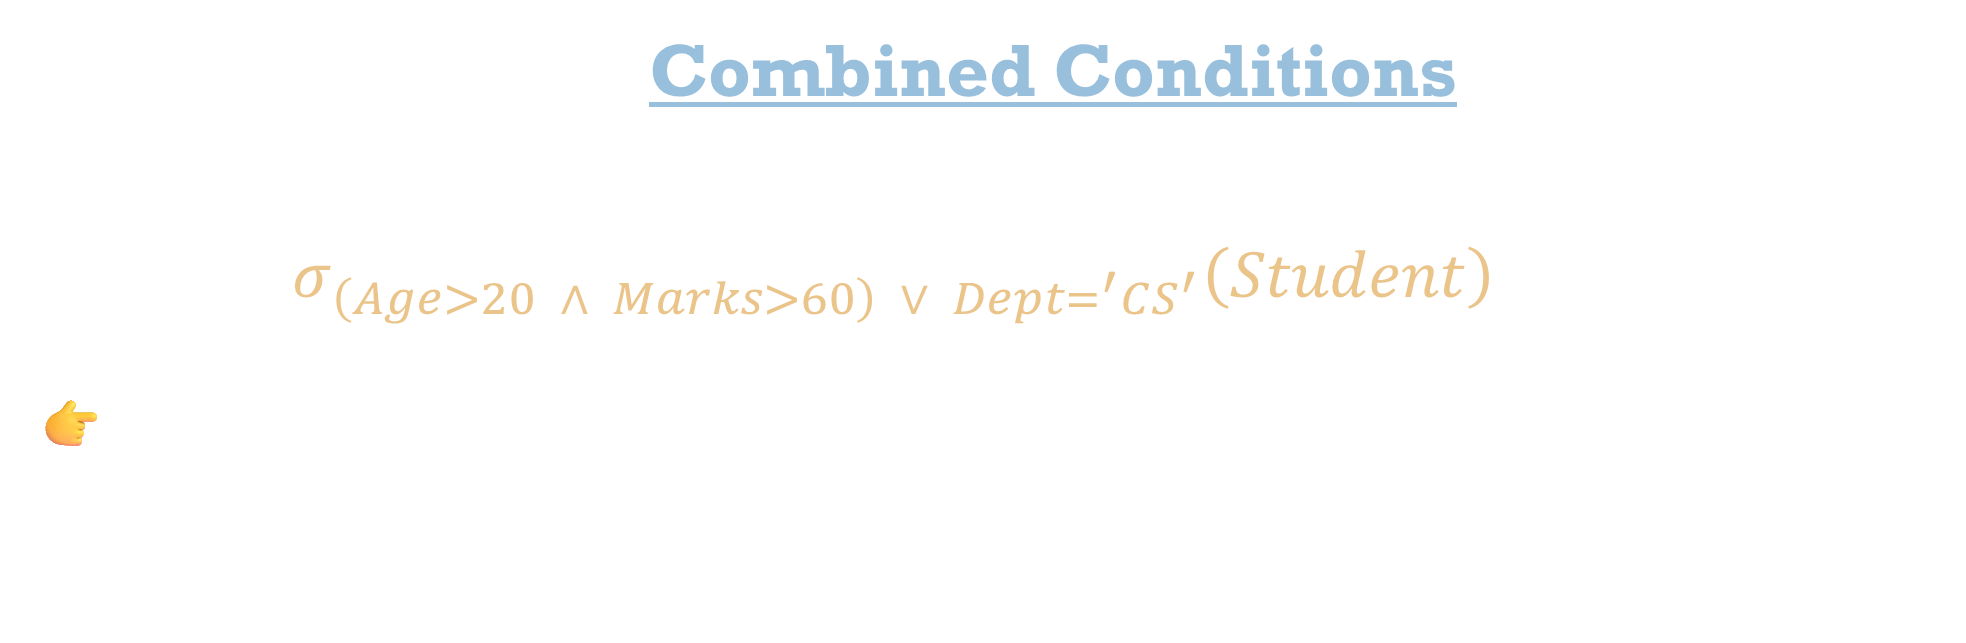 Combined Conditions
σ(Age>20 ∧ Marks>60) ∨ Dept=′CS′(Student)